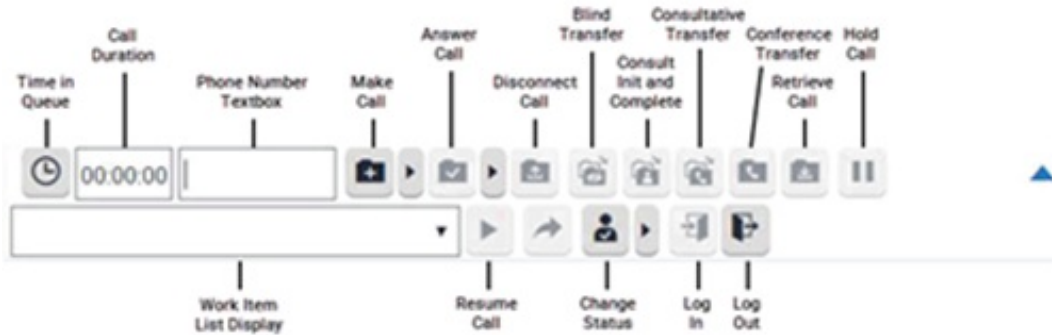 Blind
Transfer
Consultative
Transfer
Call
Duration
Answer
Call
Conference
Transfer
Hold
Call
Consult
Init and
Complete
Time in
Queue
Phone Number
Textbox
Make
Call
Disconnect
Call
Retrieve
Call
00:00:00
Work Item
List Display
Resume
Call
Change
Status
Log
In
Log
Out